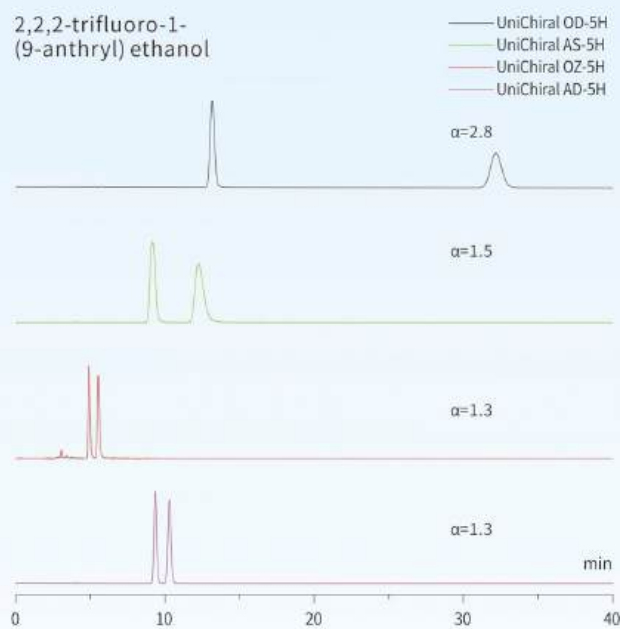 2,2,2-trifluoro-1-
(9-anthryl) ethanol
UniChiral OD-5H
UniChiral AS-5H
UniChiral OZ-5H
UniChiral AD-5H
α=2.8
α=1.5
α=1.3
α=1.3
min
0 10 20 30 40